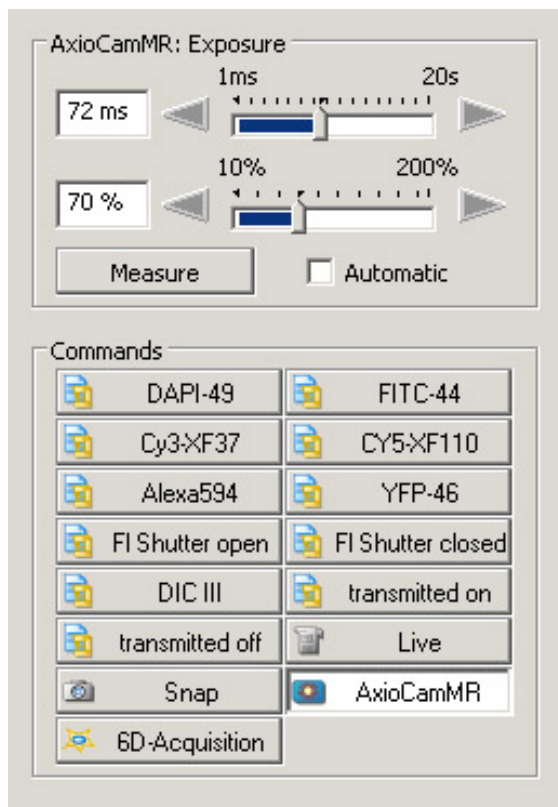 AxioCamMR: Exposure
1ms 20s
72 ms
10% 200%
70 %
Measure Automatic
Commands
DAPI-49 FITC-44
Cy3-XF37 CY5-XF110
Alexa594 YFP-46
Fl Shutter open Fl Shutter closed
DIC III transmitted on
transmitted off Live
Snap AxioCamMR
6D-Acquisition